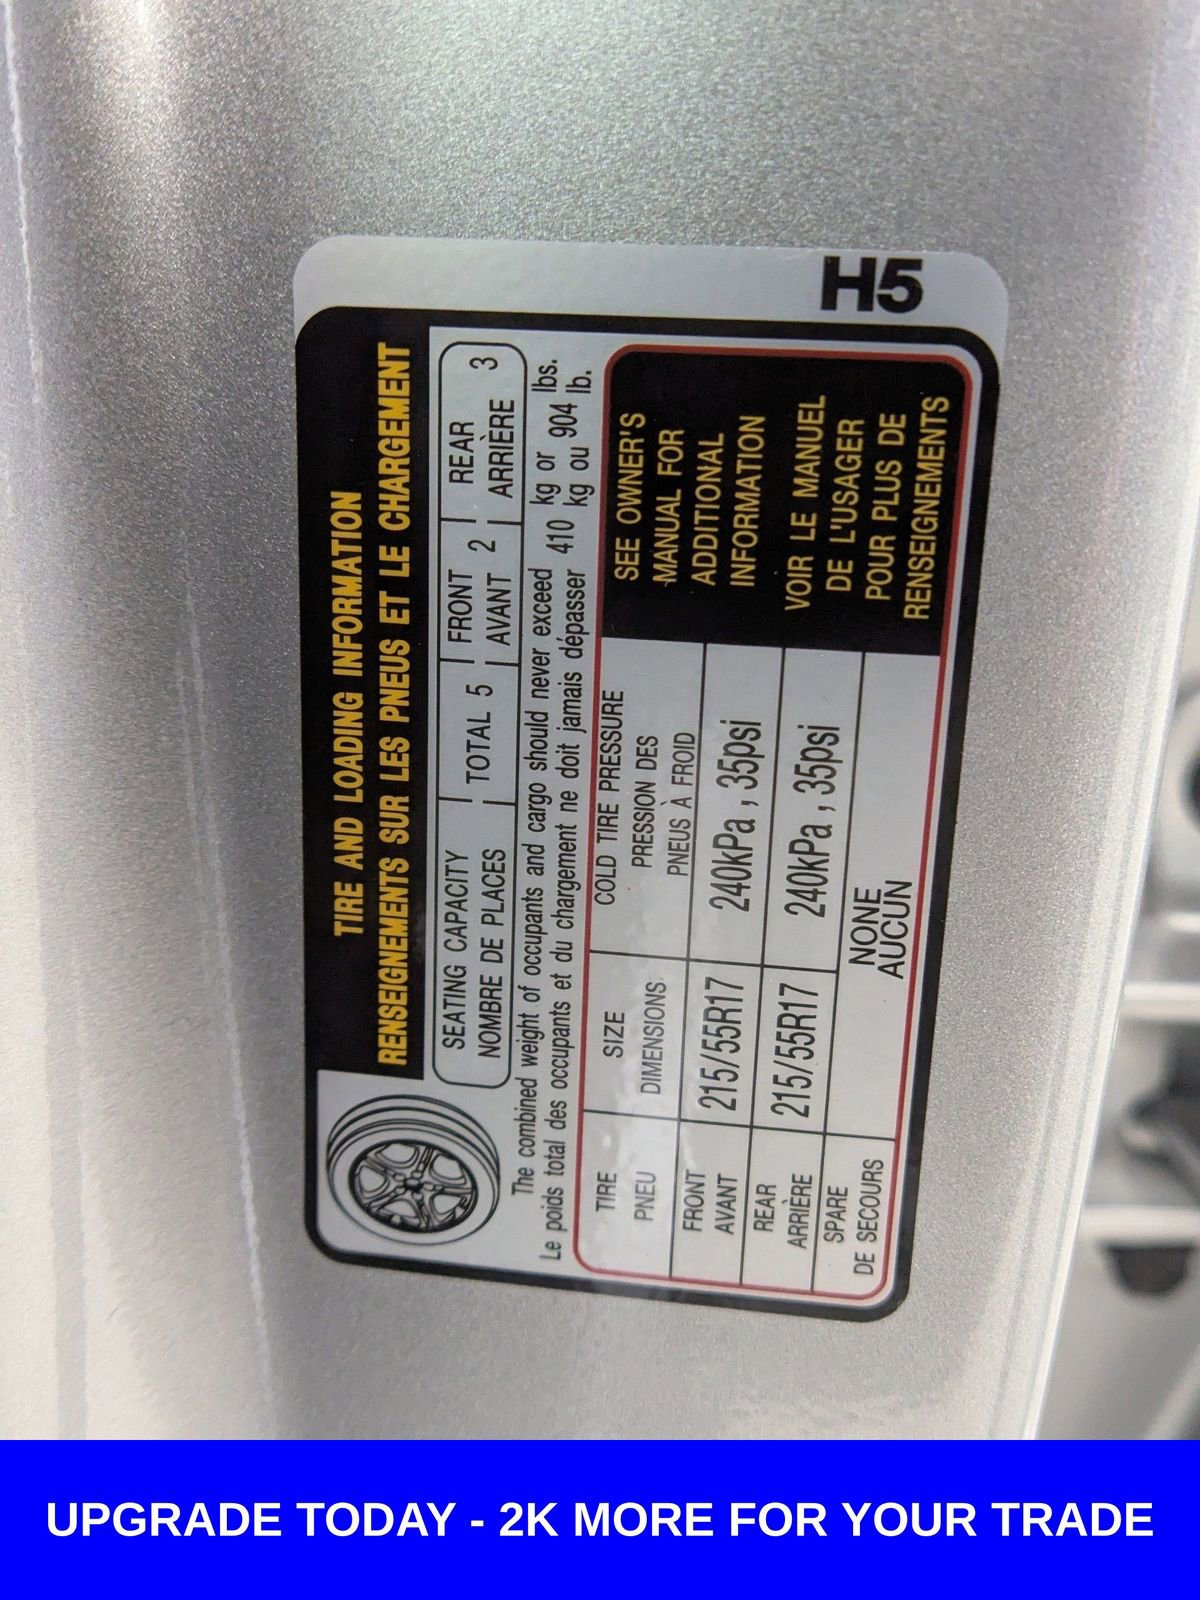 TIRE AND LOADING INFORMATION
RENSEIGNEMENTS SUR LES PNEUS ET LE CHARGEMENT
SEATING CAPACITY | TOTAL 5 | FRONT 2 | REAR 3
NOMBRE DE PLACES | AVANT | ARRIÈRE
The combined weight of occupants and cargo should never exceed 410 kg or 904 lbs.
Le poids total des occupants et du chargement ne doit jamais dépasser kg ou lb.
TIRE SIZE COLD TIRE PRESSURE
PNEU DIMENSIONS PRESSION DES
PNEUS À FROID
FRONT
AVANT
215/55R17 240kPa , 35psi
REAR
ARRIÈRE
215/55R17 240kPa , 35psi
SPARE
DE SECOURS
NONE
AUCUN
SEE OWNER'S
MANUAL FOR
ADDITIONAL
INFORMATION
VOIR LE MANUEL
DE L'USAGER
POUR PLUS DE
RENSEIGNEMENTS
H5
UPGRADE TODAY - 2K MORE FOR YOUR TRADE